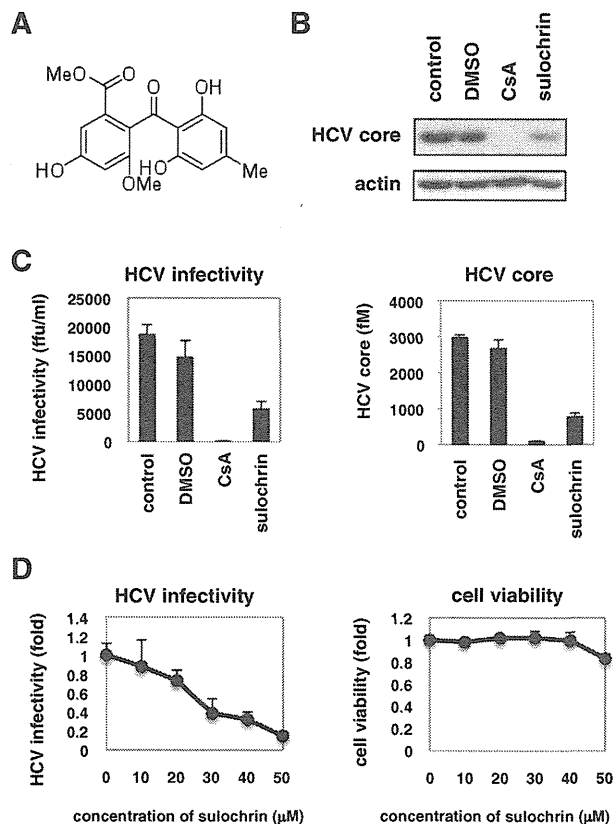 A
MeO
O
O
OH
HO
OMe
HO
Me
B
control
DMSO
CsA
sulochrin
HCV core
actin
C
HCV infectivity
HCV infectivity (ffu/ml)
25000
20000
15000
10000
5000
0
control
DMSO
CsA
sulochrin
HCV core
HCV core (fM)
4000
3000
2000
1000
0
control
DMSO
CsA
sulochrin
D
HCV infectivity
HCV infectivity (fold)
1.4
1.2
1
0.8
0.6
0.4
0.2
0
0 10 20 30 40 50
concentration of sulochrin (μM)
cell viability
cell viability (fold)
1.2
1
0.8
0.6
0.4
0.2
0
0 10 20 30 40 50
concentration of sulochrin (μM)